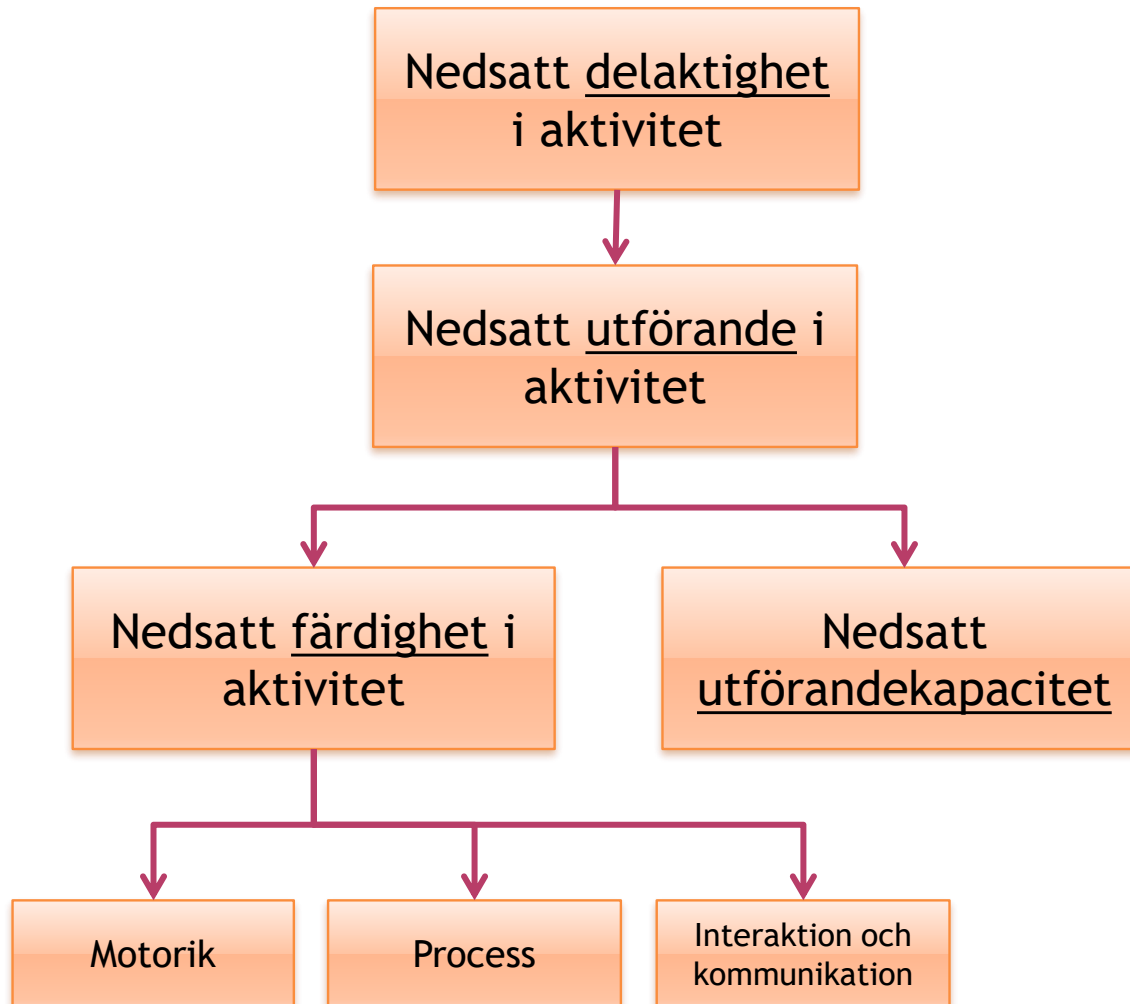 Nedsatt delaktighet
i aktivitet
Nedsatt utförande i
aktivitet
Nedsatt färdighet i
aktivitet
Nedsatt
utförandekapacitet
Motorik
Process
Interaktion och
kommunikation